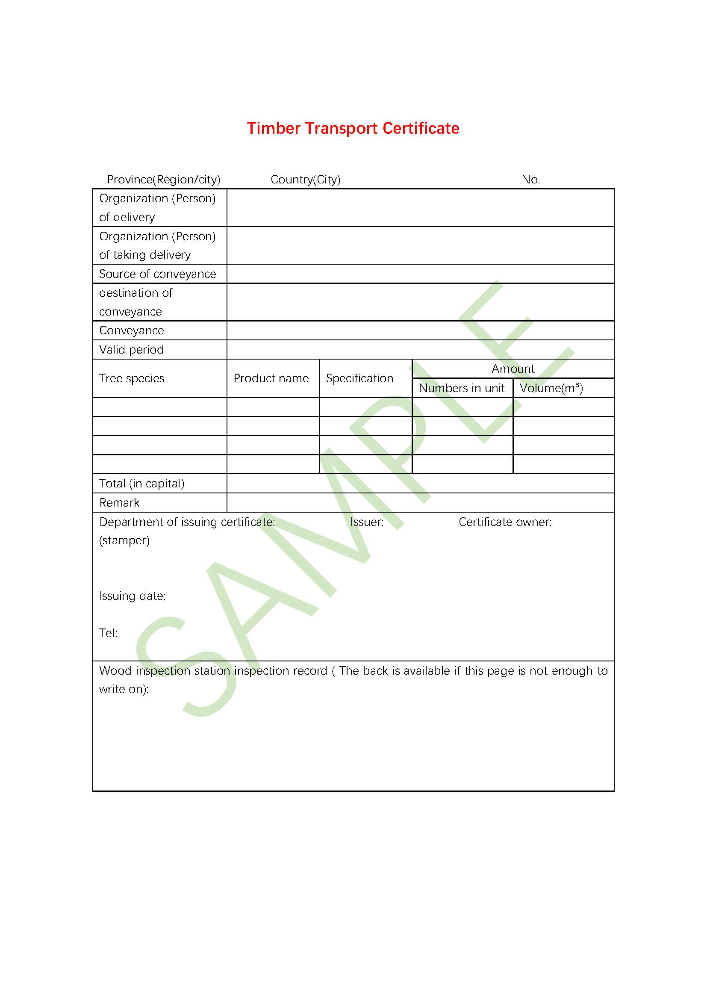 Timber Transport Certificate
Province(Region/city) Country(City) No.
Organization (Person)
of delivery
Organization (Person)
of taking delivery
Source of conveyance
destination of
conveyance
Conveyance
Valid period
Tree species Product name Specification Amount
Numbers in unit Volume(m³)
Total (in capital)
Remark
Department of issuing certificate: Issuer: Certificate owner:
(stamper)
Issuing date:
Tel:
Wood inspection station inspection record ( The back is available if this page is not enough to
write on):
SAMPLE